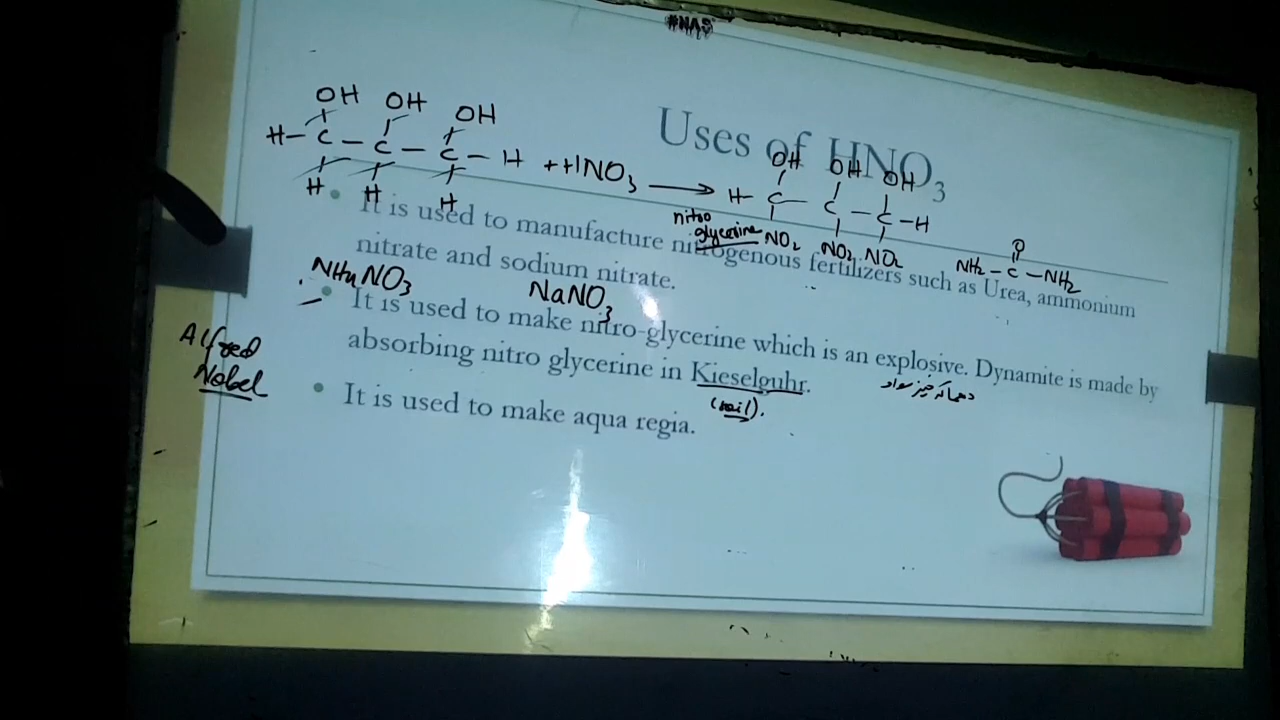 #NAS
Uses of HNO₃
OH OH OH
H-C-C-C-H +HNO₃ → H-C-C-C-H
H H H
OH OH OH
NO₂ NO₂ NO₂
nitro
glycerine
NH₂-C-NH₂
O
• It is used to manufacture nitrogenous fertilizers such as Urea, ammonium
nitrate and sodium nitrate.
NH₄NO₃ NaNO₃
• It is used to make nitro-glycerine which is an explosive. Dynamite is made by
absorbing nitro glycerine in Kieselguhr.
(soil).
دھماکہ خیز مواد
Alfred
Nobel
• It is used to make aqua regia.